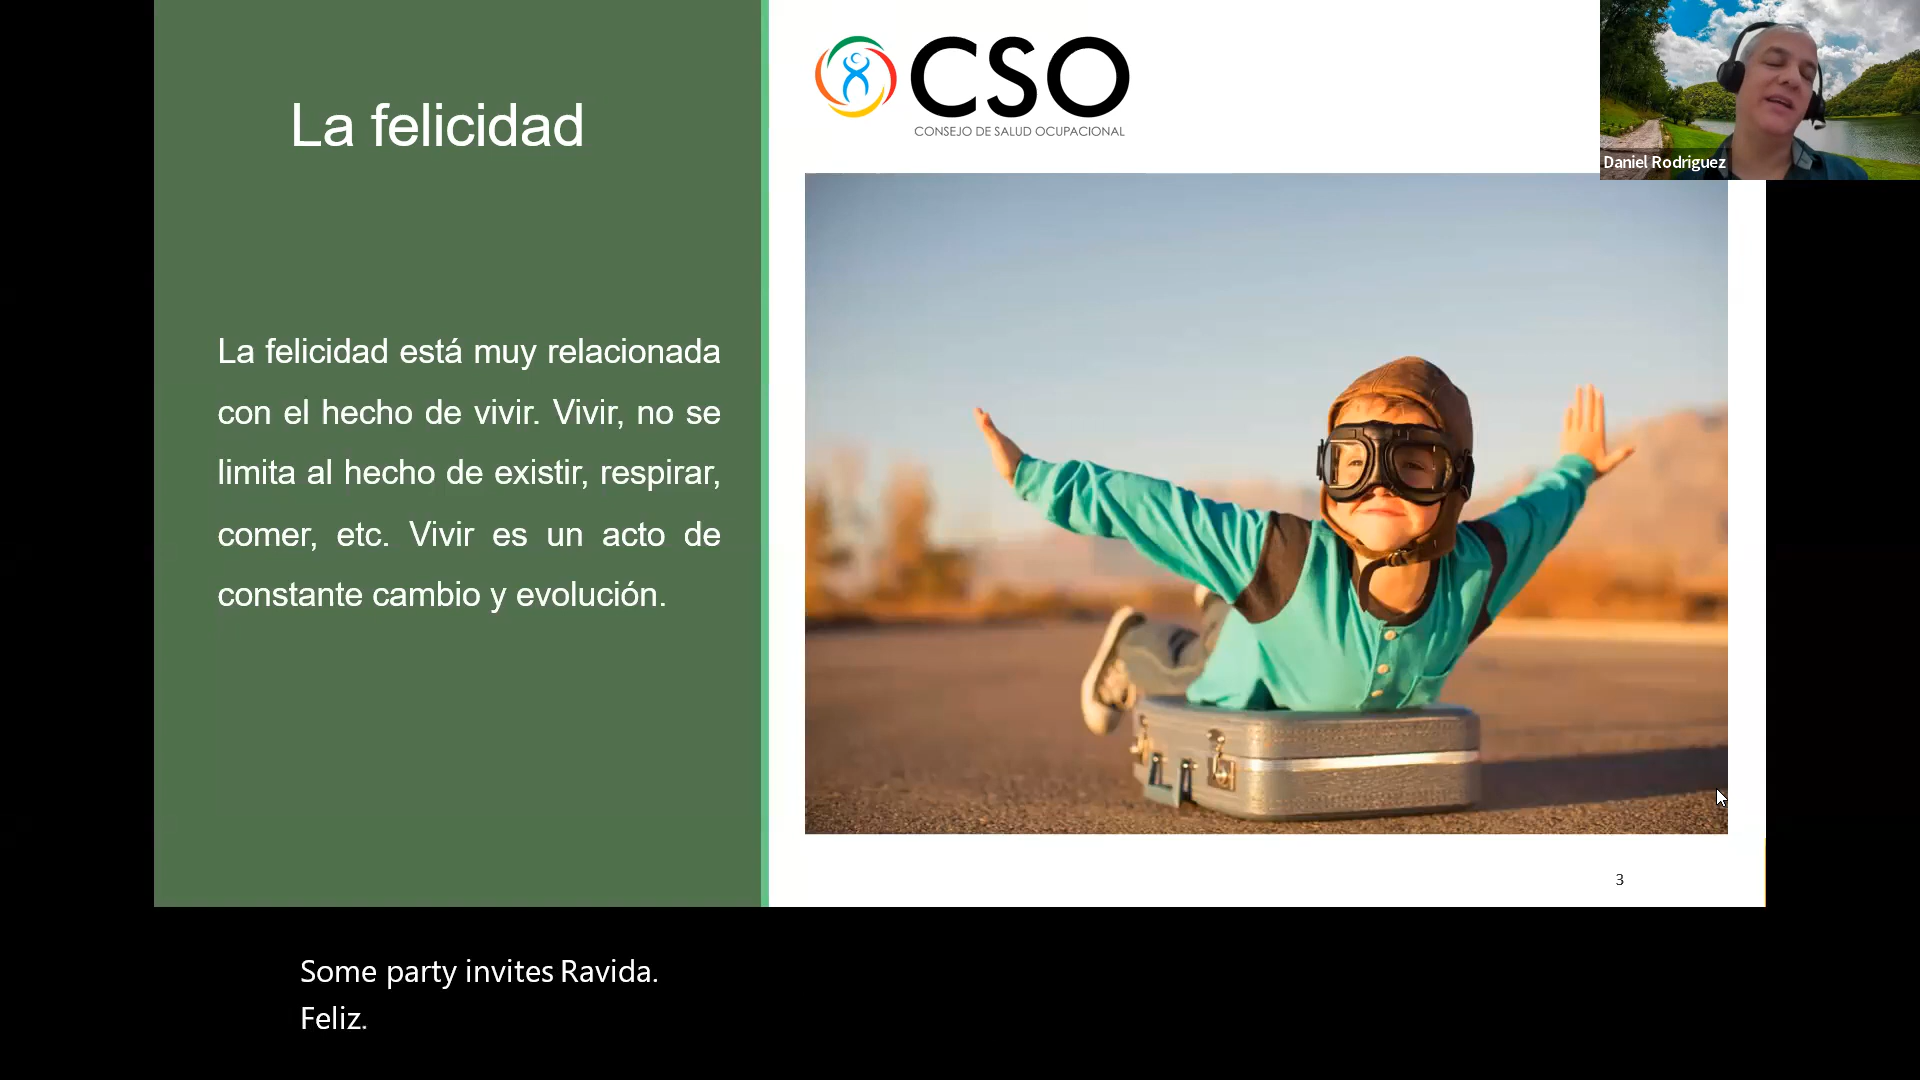 La felicidad
La felicidad está muy relacionada
con el hecho de vivir. Vivir, no se
limita al hecho de existir, respirar,
comer, etc. Vivir es un acto de
constante cambio y evolución.
CSO
CONSEJO DE SALUD OCUPACIONAL
Daniel Rodriguez
3
Some party invites Ravida.
Feliz.